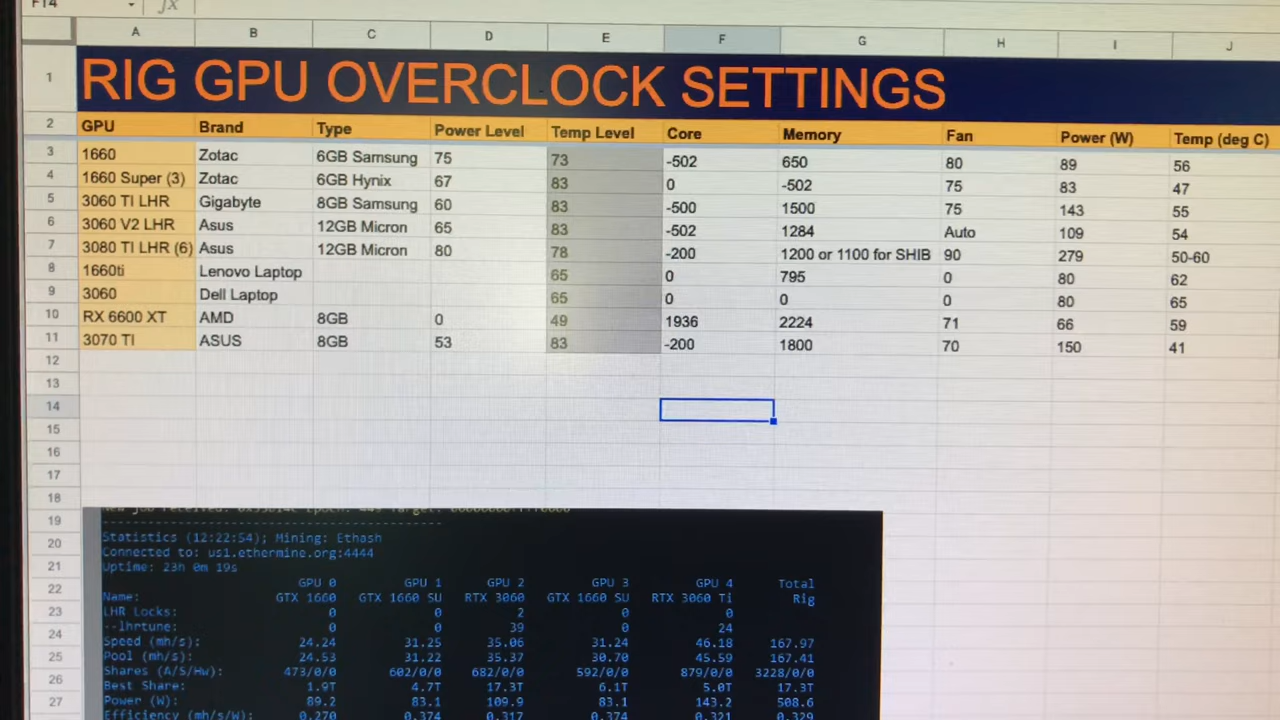 F14 fx
A B C D E F G H I J
1 RIG GPU OVERCLOCK SETTINGS
2 GPU Brand Type Power Level Temp Level Core Memory Fan Power (W) Temp (deg C)
3 1660 Zotac 6GB Samsung 75 73 -502 650 80 89 56
4 1660 Super (3) Zotac 6GB Hynix 67 83 0 -502 75 83 47
5 3060 TI LHR Gigabyte 8GB Samsung 60 83 -500 1500 75 143 55
6 3060 V2 LHR Asus 12GB Micron 65 83 -502 1284 Auto 109 54
7 3080 TI LHR (6) Asus 12GB Micron 80 78 -200 1200 or 1100 for SHIB 90 279 50-60
8 1660ti Lenovo Laptop 65 0 795 0 80 62
9 3060 Dell Laptop 65 0 0 0 80 65
10 RX 6600 XT AMD 8GB 0 49 1936 2224 71 66 59
11 3070 TI ASUS 8GB 53 83 -200 1800 70 150 41
12
13
14
15
16
17
18
19
20
21
22
23
24
25
26
27
Statistics (12:22:54); Mining: Ethash
Connected to: us1.ethermine.org:4444
Uptime: 23h 0m 19s
GPU 0 GPU 1 GPU 2 GPU 3 GPU 4 Total
Name: GTX 1660 GTX 1660 SU RTX 3060 GTX 1660 SU RTX 3060 Ti Rig
LHR Locks: 0 0 2 0 0
--lhrtune: 0 0 39 0 24
Speed (mh/s): 24.24 31.25 35.06 31.24 46.18 167.97
Pool (mh/s): 24.53 31.22 35.37 30.70 45.59 167.41
Shares (A/S/Hw): 473/0/0 602/0/0 682/0/0 592/0/0 879/0/0 3228/0/0
Best Share: 1.9T 4.7T 17.3T 6.1T 5.0T 17.3T
Power (W): 89.2 83.1 109.9 83.1 143.2 508.6
Efficiency (mh/s/W): 0.270 0.374 0.317 0.374 0.321 0.329